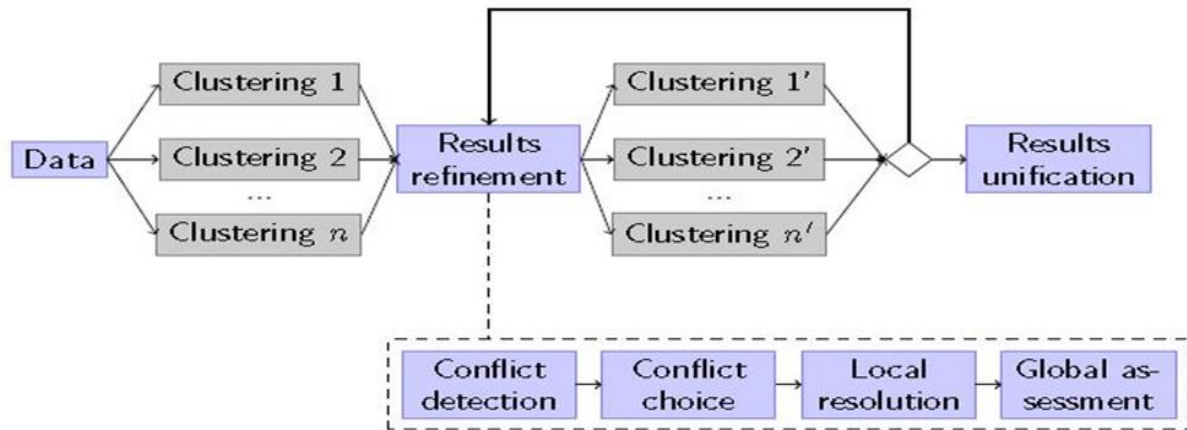 Data
Clustering 1
Clustering 2
...
Clustering n
Results
refinement
Clustering 1'
Clustering 2'
...
Clustering n'
Results
unification
Conflict
detection
Conflict
choice
Local
resolution
Global as-
sessment